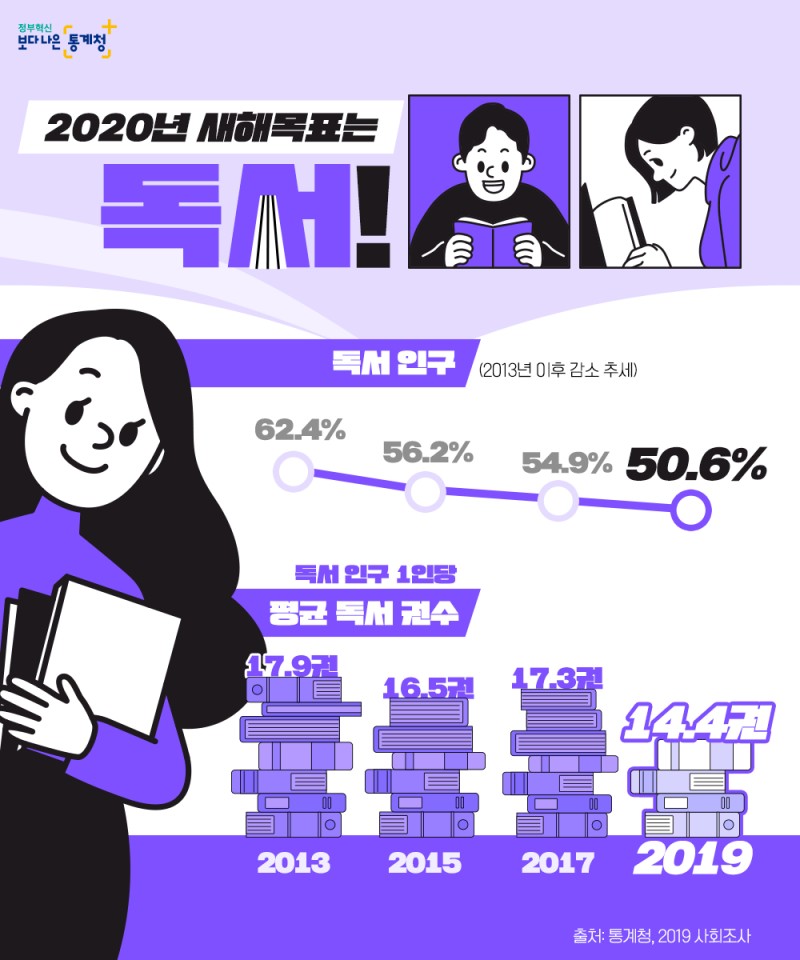 정부혁신
보다나은 통계청
2020년 새해목표는
독서!
독서 인구 (2013년 이후 감소 추세)
62.4% 56.2% 54.9% 50.6%
독서 인구 1인당
평균 독서 권수
17.9권 16.5권 17.3권 14.4권
2013 2015 2017 2019
출처: 통계청, 2019 사회조사